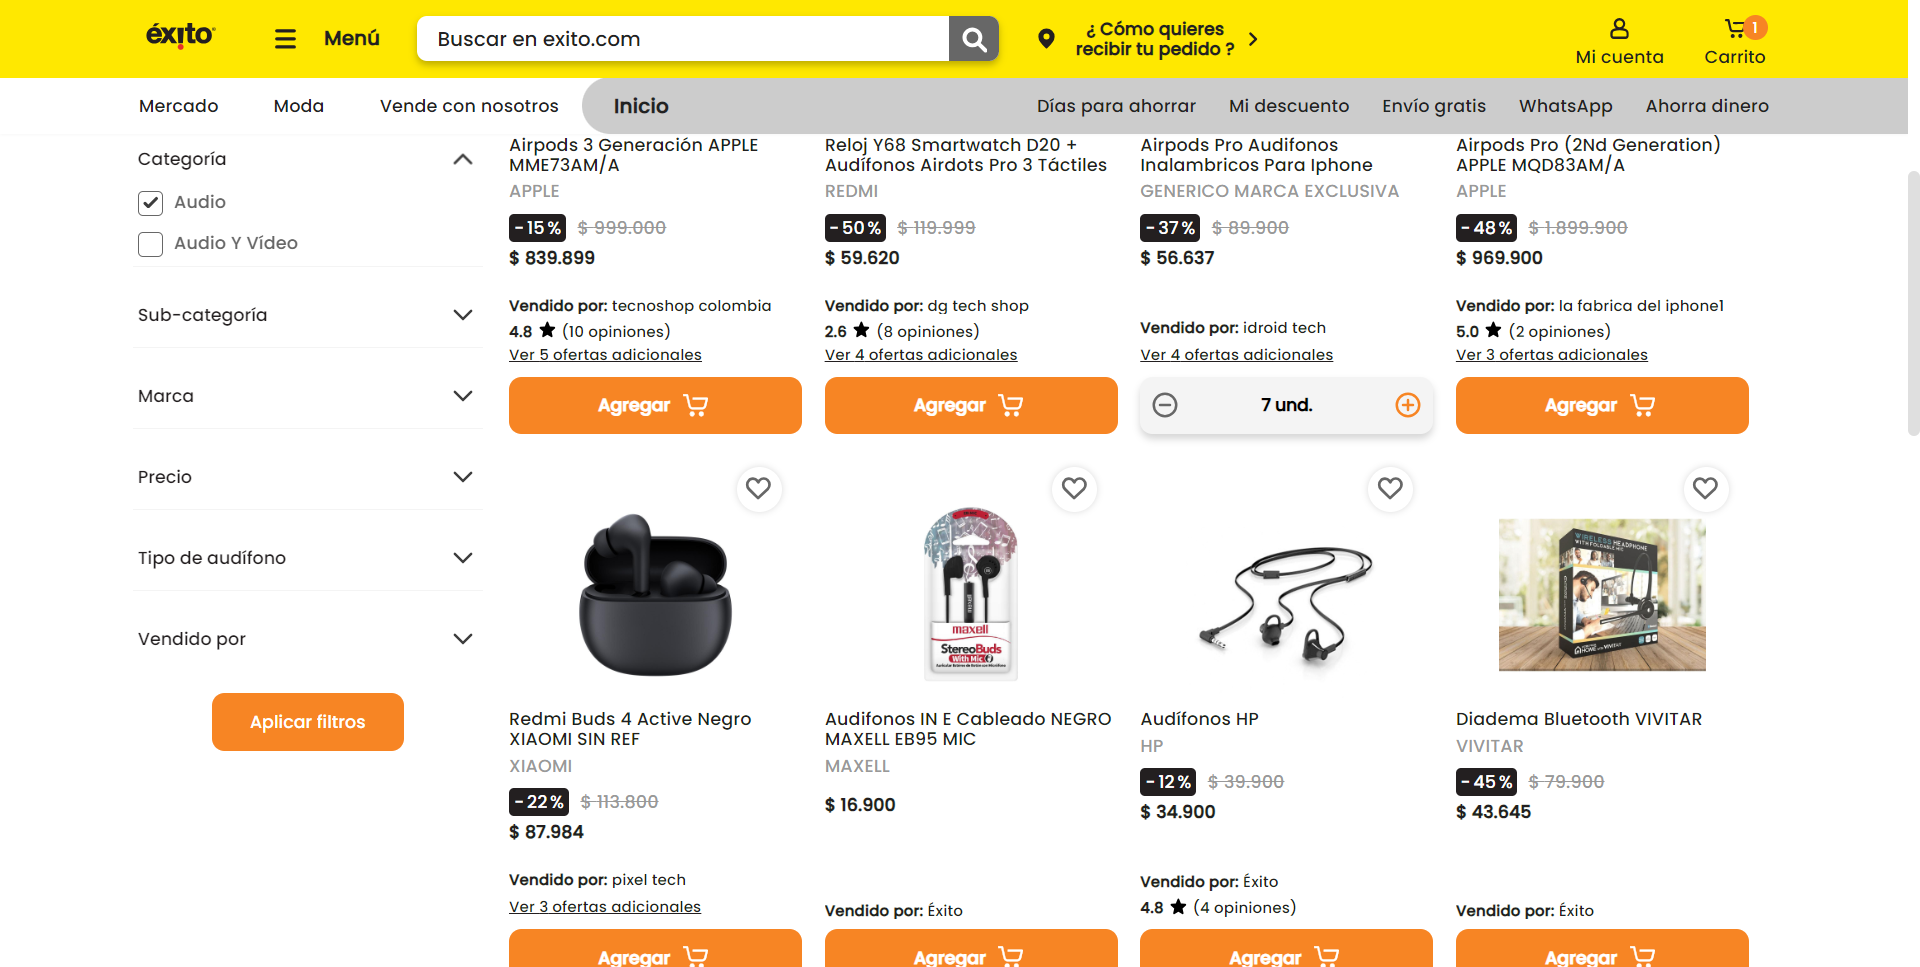 éxito
Menú
Buscar en exito.com
¿ Cómo quieres
recibir tu pedido ?
Mi cuenta
1
Carrito
Mercado
Moda
Vende con nosotros
Inicio
Días para ahorrar
Mi descuento
Envío gratis
WhatsApp
Ahorra dinero
Categoría
Audio
Audio Y Vídeo
Sub-categoría
Marca
Precio
Tipo de audífono
Vendido por
Aplicar filtros
Airpods 3 Generación APPLE
MME73AM/A
APPLE
-15% $ 999.000
$ 839.899
Vendido por: tecnoshop colombia
4.8 ★ (10 opiniones)
Ver 5 ofertas adicionales
Agregar
Reloj Y68 Smartwatch D20 +
Audífonos Airdots Pro 3 Táctiles
REDMI
-50% $ 119.999
$ 59.620
Vendido por: dg tech shop
2.6 ★ (8 opiniones)
Ver 4 ofertas adicionales
Agregar
Airpods Pro Audifonos
Inalambricos Para Iphone
GENERICO MARCA EXCLUSIVA
-37% $ 89.900
$ 56.637
Vendido por: idroid tech
Ver 4 ofertas adicionales
7 und.
Airpods Pro (2Nd Generation)
APPLE MQD83AM/A
APPLE
-48% $ 1.899.900
$ 969.900
Vendido por: la fabrica del iphone1
5.0 ★ (2 opiniones)
Ver 3 ofertas adicionales
Agregar
Redmi Buds 4 Active Negro
XIAOMI SIN REF
XIAOMI
-22% $ 113.800
$ 87.984
Vendido por: pixel tech
Ver 3 ofertas adicionales
Agregar
maxell
StereoBuds
With Mic
Audifonos IN E Cableado NEGRO
MAXELL EB95 MIC
MAXELL
$ 16.900
Vendido por: Éxito
Agregar
Audífonos HP
HP
-12% $ 39.900
$ 34.900
Vendido por: Éxito
4.8 ★ (4 opiniones)
Agregar
WIRELESS HEADPHONE
WITH FOLDABLE MIC
Diadema Bluetooth VIVITAR
VIVITAR
-45% $ 79.900
$ 43.645
Vendido por: Éxito
Agregar